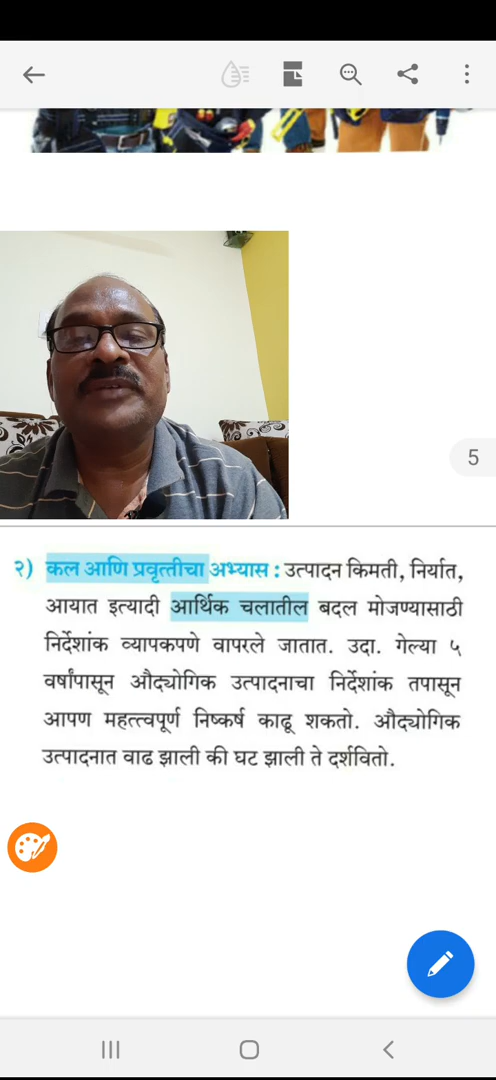 5
२) कल आणि प्रवृत्तीचा अभ्यास : उत्पादन किमती, निर्यात,
आयात इत्यादी आर्थिक चलातील बदल मोजण्यासाठी
निर्देशांक व्यापकपणे वापरले जातात. उदा. गेल्या ५
वर्षांपासून औद्योगिक उत्पादनाचा निर्देशांक तपासून
आपण महत्त्वपूर्ण निष्कर्ष काढू शकतो. औद्योगिक
उत्पादनात वाढ झाली की घट झाली ते दर्शवितो.